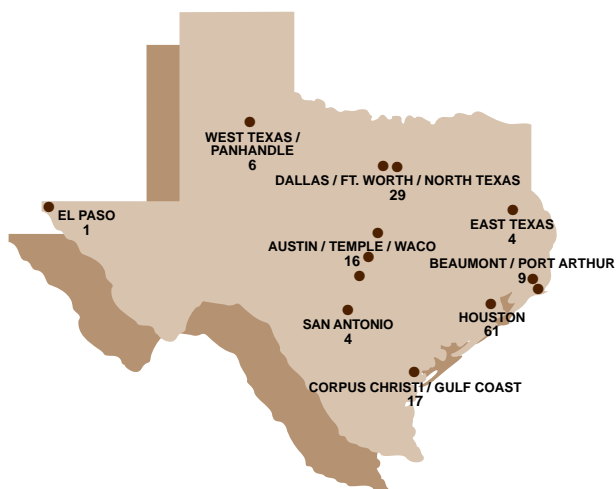 WEST TEXAS /
PANHANDLE
6
DALLAS / FT. WORTH / NORTH TEXAS
29
EL PASO
1
EAST TEXAS
4
AUSTIN / TEMPLE / WACO
16
BEAUMONT / PORT ARTHUR
9
HOUSTON
61
SAN ANTONIO
4
CORPUS CHRISTI / GULF COAST
17